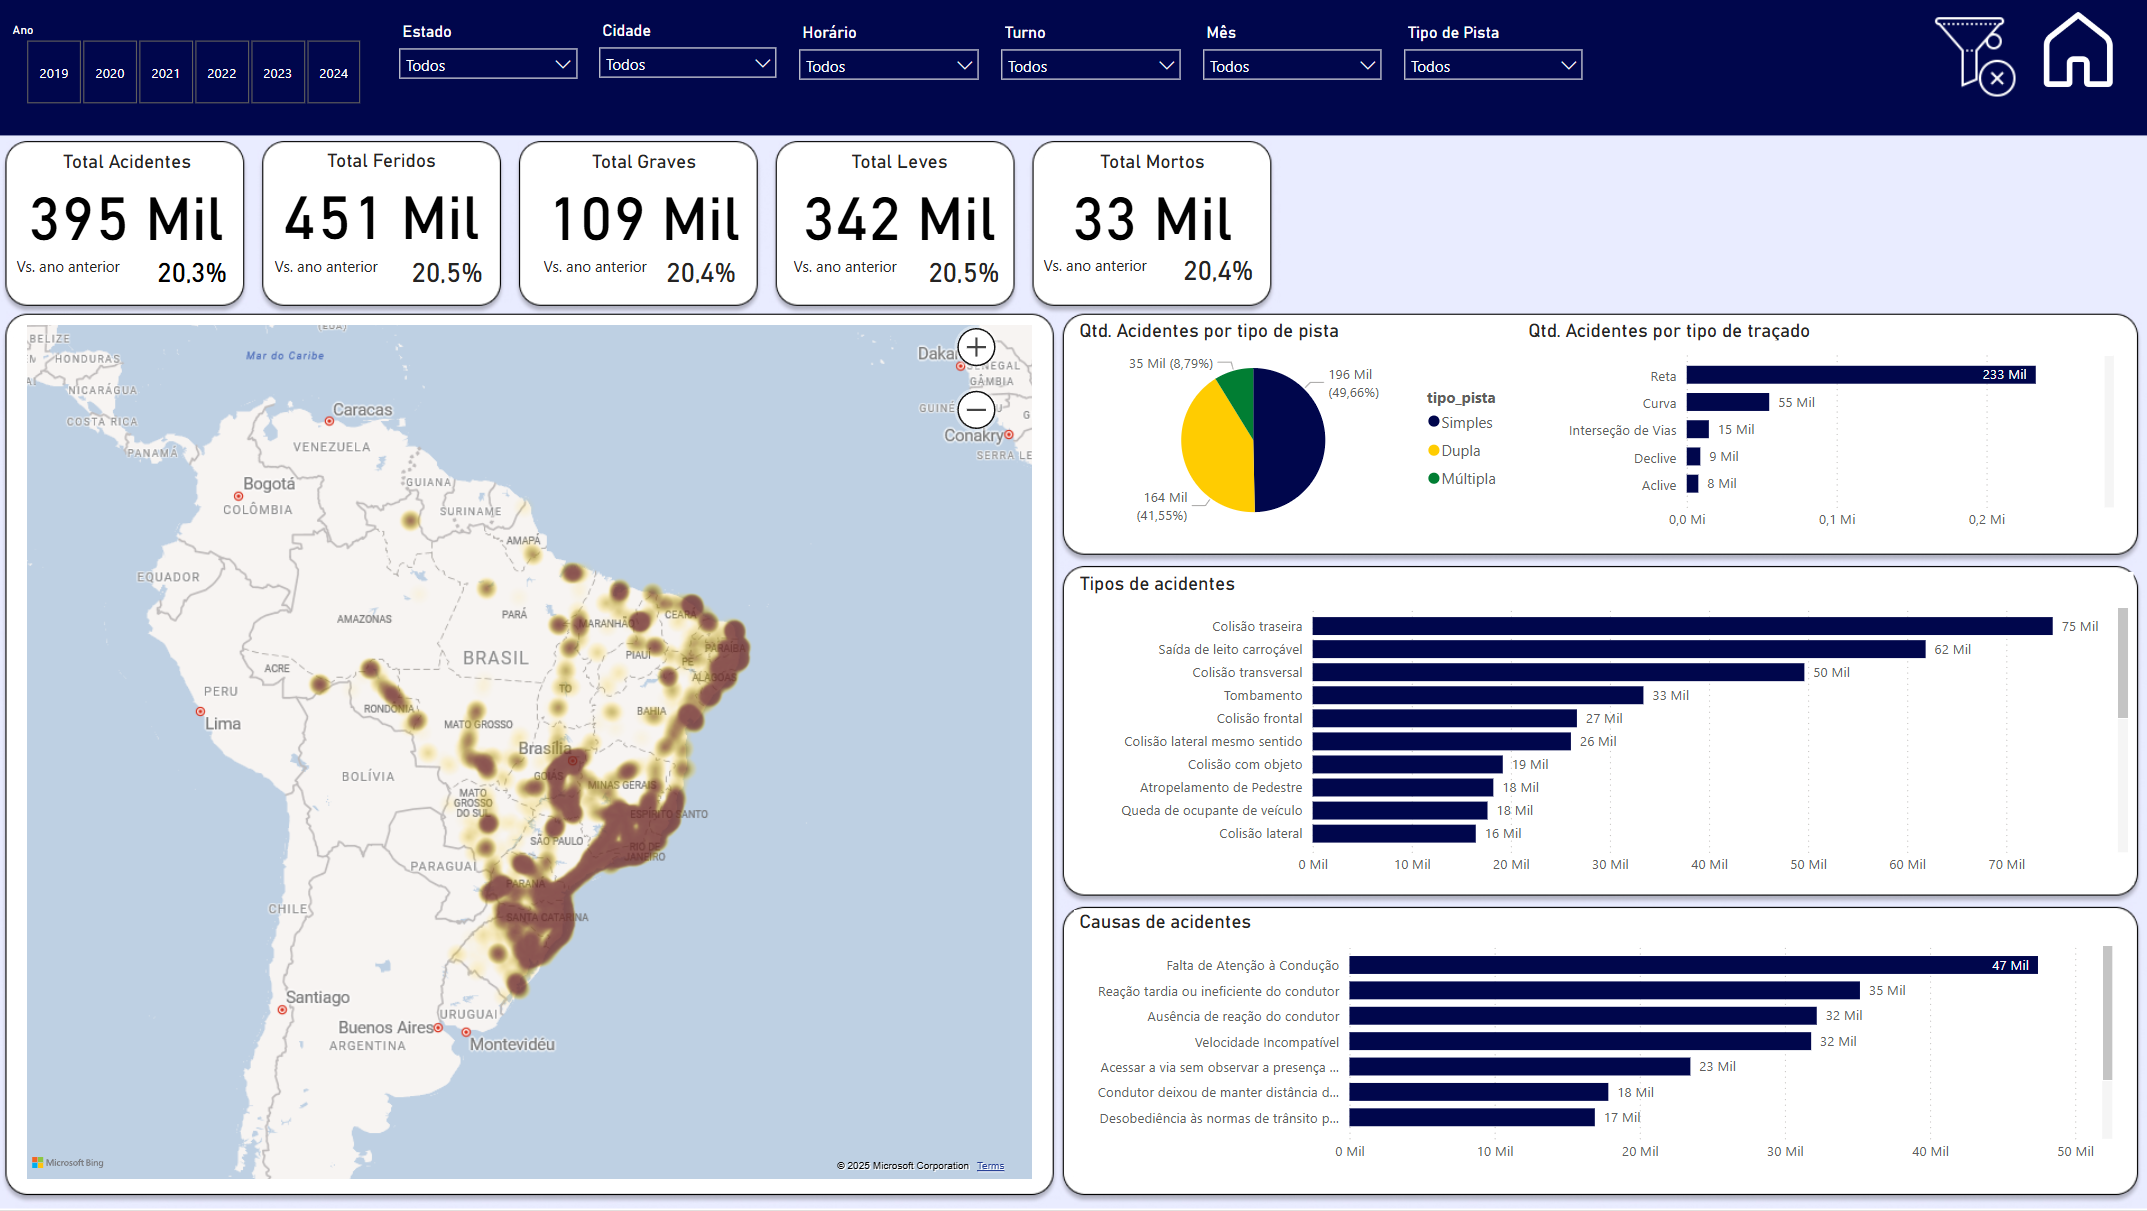 Ano
2019
2020
2021
2022
2023
2024
Estado
Todos
Cidade
Todos
Horário
Todos
Turno
Todos
Mês
Todos
Tipo de Pista
Todos
Total Acidentes
395 Mil
Vs. ano anterior 20,3%
Total Feridos
451 Mil
Vs. ano anterior 20,5%
Total Graves
109 Mil
Vs. ano anterior 20,4%
Total Leves
342 Mil
Vs. ano anterior 20,5%
Total Mortos
33 Mil
Vs. ano anterior 20,4%
BELIZE
HONDURAS
NICARÁGUA
COSTA RICA
PANAMÁ
Mar do Caribe
Caracas
VENEZUELA
Bogotá
COLÔMBIA
GUIANA
SURINAME
AMAPÁ
EQUADOR
AMAZONAS
PARÁ
MARANHÃO
CEARÁ
PARAÍBA
PIAUÍ
PE
ALAGOAS
BRASIL
ACRE
TO
PERU
RONDÔNIA
BAHIA
Lima
MATO GROSSO
Brasília
GOIÁS
BOLÍVIA
MINAS GERAIS
MATO
GROSSO
DO SUL
ESPÍRITO SANTO
SÃO PAULO
RIO DE
JANEIRO
PARAGUAI
PARANÁ
CHILE
SANTA CATARINA
Santiago
Buenos Aires
URUGUAI
ARGENTINA
Montevidéu
Dakar
SENEGAL
GÂMBIA
Conakry
SERRA LE
Microsoft Bing
© 2025 Microsoft Corporation Terms
Qtd. Acidentes por tipo de pista
35 Mil (8,79%)
196 Mil
(49,66%)
164 Mil
(41,55%)
tipo_pista
Simples
Dupla
Múltipla
Qtd. Acidentes por tipo de traçado
Reta 233 Mil
Curva 55 Mil
Interseção de Vias 15 Mil
Declive 9 Mil
Aclive 8 Mil
0,0 Mi 0,1 Mi 0,2 Mi
Tipos de acidentes
Colisão traseira 75 Mil
Saída de leito carroçável 62 Mil
Colisão transversal 50 Mil
Tombamento 33 Mil
Colisão frontal 27 Mil
Colisão lateral mesmo sentido 26 Mil
Colisão com objeto 19 Mil
Atropelamento de Pedestre 18 Mil
Queda de ocupante de veículo 18 Mil
Colisão lateral 16 Mil
0 Mil 10 Mil 20 Mil 30 Mil 40 Mil 50 Mil 60 Mil 70 Mil
Causas de acidentes
Falta de Atenção à Condução 47 Mil
Reação tardia ou ineficiente do condutor 35 Mil
Ausência de reação do condutor 32 Mil
Velocidade Incompatível 32 Mil
Acessar a via sem observar a presença ... 23 Mil
Condutor deixou de manter distância d... 18 Mil
Desobediência às normas de trânsito p... 17 Mil
0 Mil 10 Mil 20 Mil 30 Mil 40 Mil 50 Mil